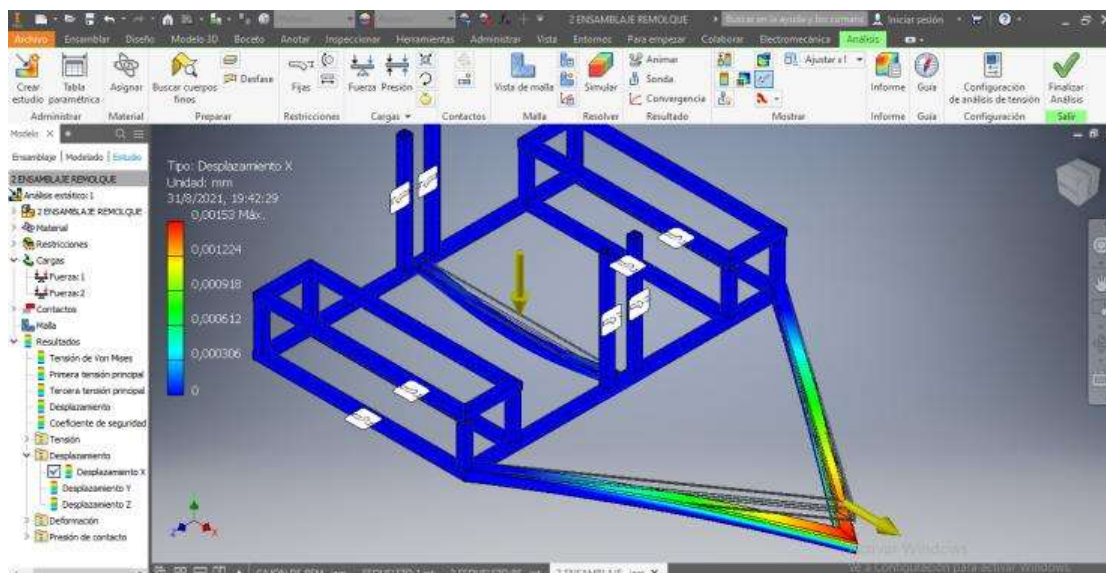 2 ENSAMBLAJE REMOLQUE
Buscar en la ayuda y los comand
Iniciar sesión
Archivo Ensamblar Diseño Modelo 3D Boceto Anotar Inspeccionar Herramientas Administrar Vista Entornos Para empezar Colaborar Electromecánica Análisis
Crear estudio
Tabla paramétrica
Asignar
Buscar cuerpos finos
Desfase
Fijas
Fuerza
Presión
Vista de malla
Simular
Animar
Sonda
Convergencia
Ajustar x1
Informe
Guía
Configuración de análisis de tensión
Finalizar Análisis
Administrar Material Preparar Restricciones Cargas Contactos Malla Resolver Resultado Mostrar Informe Guía Configuración Salir
Modelo
Ensamblaje Modelado Estudio
2 ENSAMBLAJE REMOLQUE
Análisis estático: 1
2 ENSAMBLAJE REMOLQUE
Material
Restricciones
Cargas
Fuerza: 1
Fuerza: 2
Contactos
Malla
Resultados
Tensión de Von Mises
Primera tensión principal
Tercera tensión principal
Desplazamiento
Coeficiente de seguridad
Tensión
Desplazamiento
Desplazamiento X
Desplazamiento Y
Desplazamiento Z
Deformación
Presión de contacto
Tipo: Desplazamiento X
Unidad: mm
31/8/2021, 19:42:29
0,00153 Máx.
0,001224
0,000918
0,000612
0,000306
0
Activar Windows
Ve a Configuración para activar Windows.